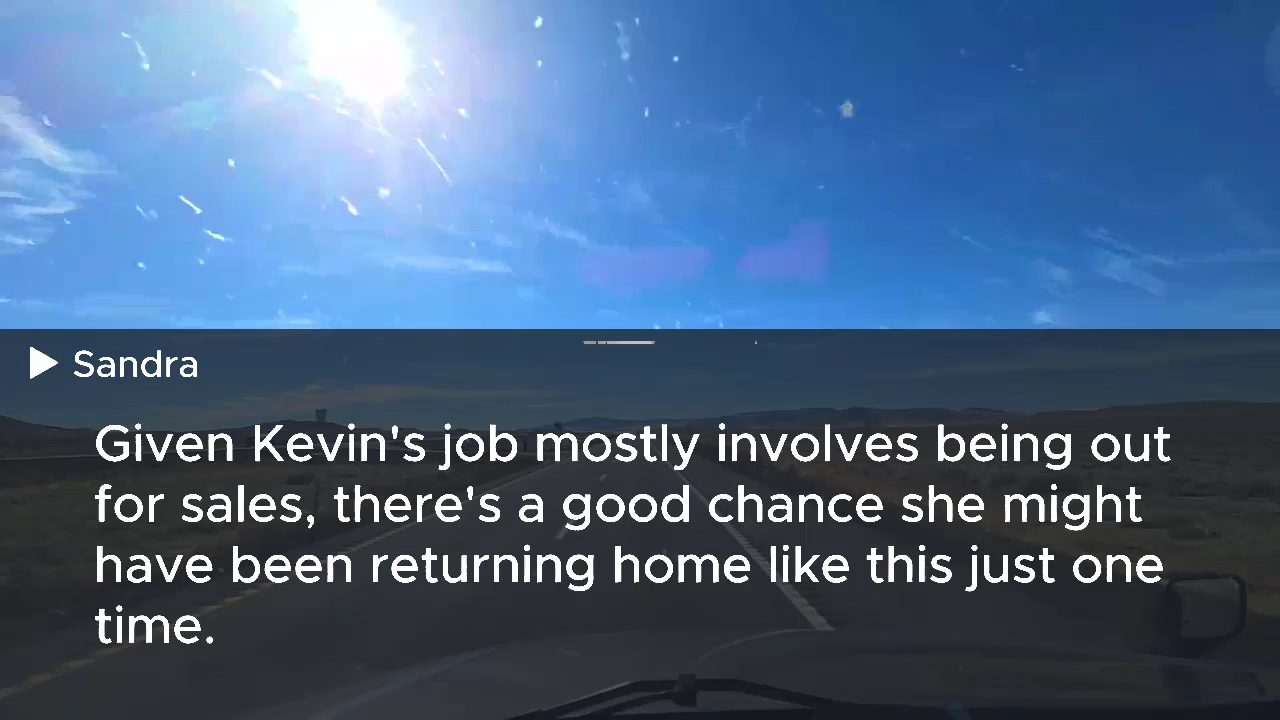 Sandra
Given Kevin's job mostly involves being out
for sales, there's a good chance she might
have been returning home like this just one
time.